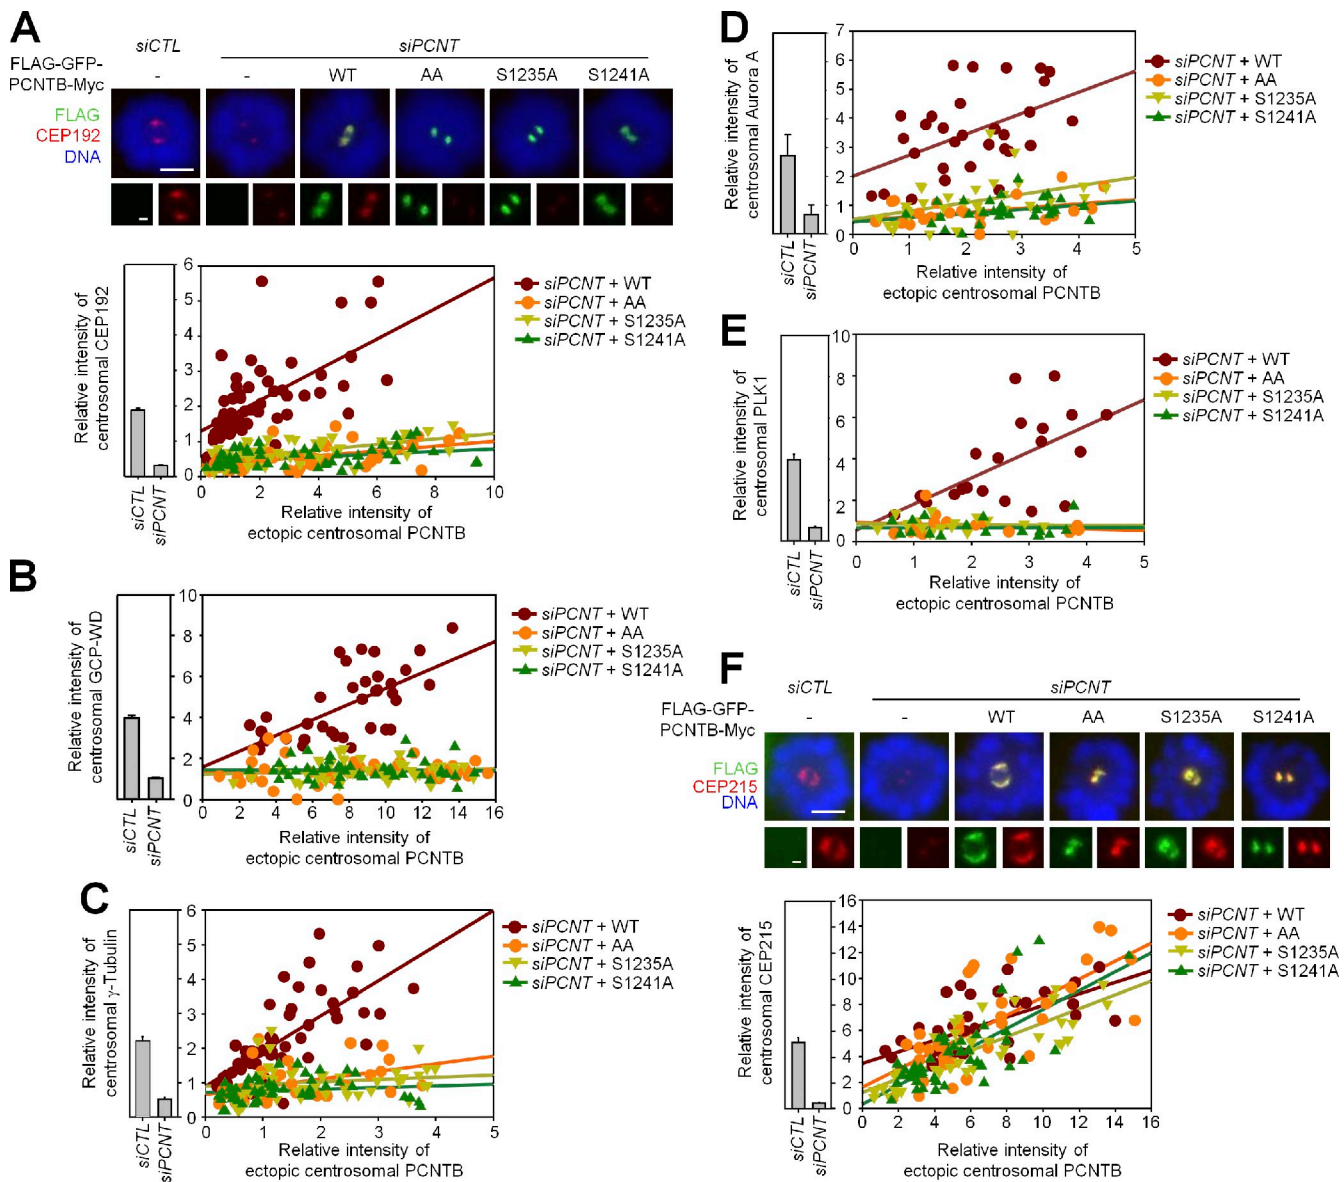 A
siCTL
siPCNT
FLAG-GFP-
PCNTB-Myc
- - WT AA S1235A S1241A
FLAG
CEP192
DNA
Relative intensity of
centrosomal CEP192
6
5
4
3
2
1
0
siCTL
siPCNT
0 2 4 6 8 10
Relative intensity of
ectopic centrosomal PCNTB
siPCNT + WT
siPCNT + AA
siPCNT + S1235A
siPCNT + S1241A
B
Relative intensity of
centrosomal GCP-WD
10
8
6
4
2
0
siCTL
siPCNT
0 2 4 6 8 10 12 14 16
Relative intensity of
ectopic centrosomal PCNTB
siPCNT + WT
siPCNT + AA
siPCNT + S1235A
siPCNT + S1241A
C
Relative intensity of
centrosomal γ-Tubulin
6
5
4
3
2
1
0
siCTL
siPCNT
0 1 2 3 4 5
Relative intensity of
ectopic centrosomal PCNTB
siPCNT + WT
siPCNT + AA
siPCNT + S1235A
siPCNT + S1241A
D
Relative intensity of
centrosomal Aurora A
7
6
5
4
3
2
1
0
siCTL
siPCNT
0 1 2 3 4 5
Relative intensity of
ectopic centrosomal PCNTB
siPCNT + WT
siPCNT + AA
siPCNT + S1235A
siPCNT + S1241A
E
Relative intensity of
centrosomal PLK1
10
8
6
4
2
0
siCTL
siPCNT
0 1 2 3 4 5
Relative intensity of
ectopic centrosomal PCNTB
siPCNT + WT
siPCNT + AA
siPCNT + S1235A
siPCNT + S1241A
F
siCTL
siPCNT
FLAG-GFP-
PCNTB-Myc
- - WT AA S1235A S1241A
FLAG
CEP215
DNA
Relative intensity of
centrosomal CEP215
16
14
12
10
8
6
4
2
0
siCTL
siPCNT
0 2 4 6 8 10 12 14 16
Relative intensity of
ectopic centrosomal PCNTB
siPCNT + WT
siPCNT + AA
siPCNT + S1235A
siPCNT + S1241A